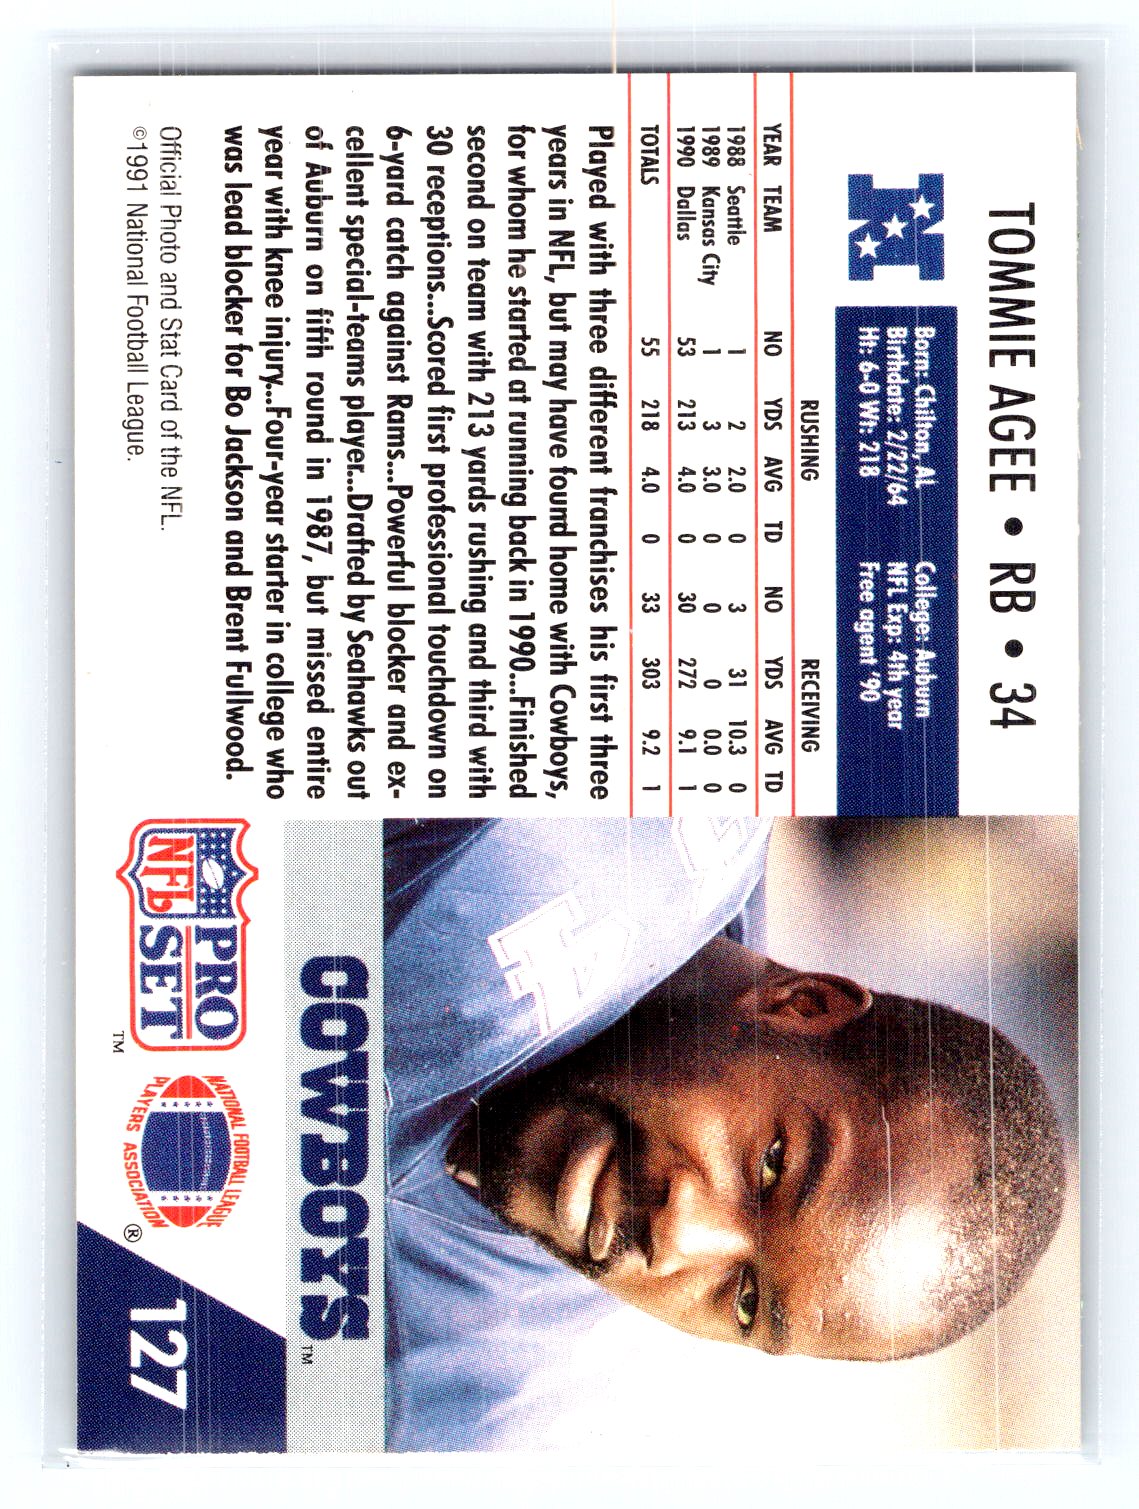 TOMMIE AGEE • RB • 34
Born: Chilton, AL College: Auburn
Birthdate: 2/22/64 NFL Exp: 4th year
Ht: 6-0 Wt: 218 Free agent '90
RUSHING RECEIVING
YEAR TEAM NO YDS AVG TD NO YDS AVG TD
1988 Seattle 1 2 2.0 0 3 31 10.3 0
1989 Kansas City 1 3 3.0 0 0 0 0.0 0
1990 Dallas 53 213 4.0 0 30 272 9.1 1
TOTALS 55 218 4.0 0 33 303 9.2 1
Played with three different franchises his first three
years in NFL, but may have found home with Cowboys,
for whom he started at running back in 1990...Finished
second on team with 213 yards rushing and third with
30 receptions...Scored first professional touchdown on
6-yard catch against Rams...Powerful blocker and ex-
cellent special-teams player...Drafted by Seahawks out
of Auburn on fifth round in 1987, but missed entire
year with knee injury...Four-year starter in college who
was lead blocker for Bo Jackson and Brent Fullwood.
Official Photo and Stat Card of the NFL.
©1991 National Football League.
COWBOYS™
PRO
NFL SET™
NATIONAL FOOTBALL LEAGUE
PLAYERS ASSOCIATION®
127